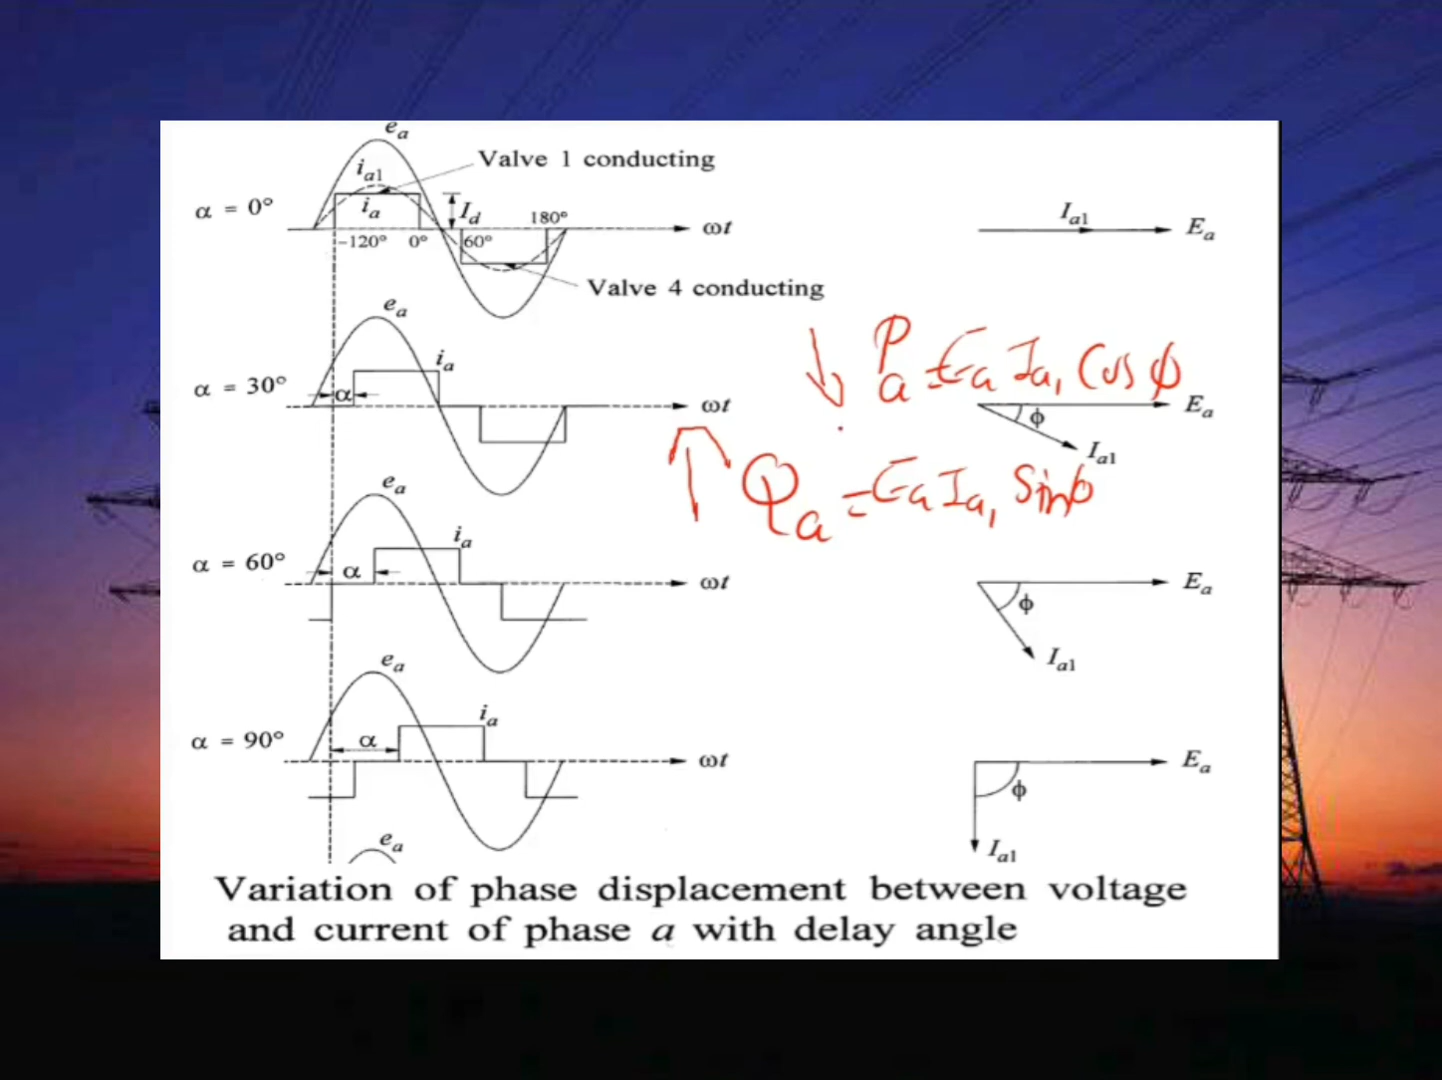 e_a
Valve 1 conducting
i_a1
α = 0°
i_a
I_d
180°
ωt
−120°
0°
60°
I_a1
E_a
Valve 4 conducting
e_a
i_a
α = 30°
α
ωt
P_a = E_a I_a1 Cos φ
E_a
φ
I_a1
Q_a = E_a I_a1 Sinφ
e_a
i_a
α = 60°
α
ωt
E_a
φ
I_a1
e_a
i_a
α = 90°
α
ωt
E_a
φ
I_a1
e_a
Variation of phase displacement between voltage
and current of phase a with delay angle